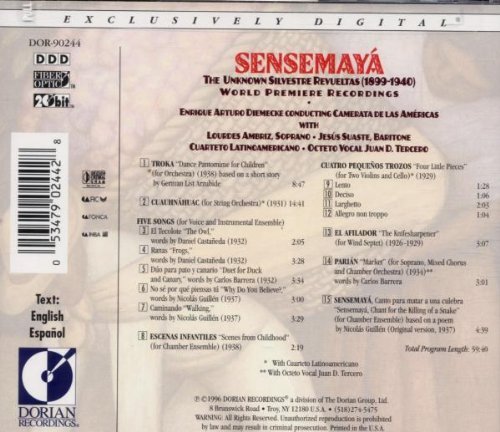 EXCLUSIVELY DIGITAL
DOR-90244
DDD
FIBER OPTIC
20 bit
8
0 53479 02442
Text:
English
Español
DORIAN
RECORDINGS®
SENSEMAYÁ
THE UNKNOWN SILVESTRE REVUELTAS (1899-1940)
WORLD PREMIERE RECORDINGS
•
ENRIQUE ARTURO DIEMECKE CONDUCTING CAMERATA DE LAS AMÉRICAS
WITH
LOURDES AMBRIZ, SOPRANO • JESÚS SUASTE, BARITONE
CUARTETO LATINOAMERICANO • OCTETO VOCAL JUAN D. TERCERO
1 TROKA "Dance Pantomime for Children"
(for Orchestra) (1938) based on a short story
by German List Arzubide 8:47
2 CUAUHNÁHUAC (for String Orchestra)* (1931) 14:41
FIVE SONGS (for Voice and Instrumental Ensemble)
3 El Tecolote "The Owl,"
words by Daniel Castañeda (1932) 2:05
4 Ranas "Frogs,"
words by Daniel Castañeda (1932) 2:28
5 Dúo para pato y canario "Duet for Duck
and Canary," words by Carlos Barrera (1932) 3:34
6 No sé por qué piensas tú "Why Do You Believe?,"
words by Nicolás Guillén (1937) 3:00
7 Caminando "Walking,"
words by Nicolás Guillén (1937) 3:29
8 ESCENAS INFANTILES "Scenes from Childhood"
(for Chamber Ensemble) (1938) 2:19
CUATRO PEQUEÑOS TROZOS "Four Little Pieces"
(for Two Violins and Cello)* (1929)
9 Lento 1:28
10 Deciso 1:06
11 Larghetto 2:03
12 Allegro non troppo 1:04
13 EL AFILADOR "The Knifesharpener"
(for Wind Septet) (1926-1929) 3:07
14 PARIÁN "Market" (for Soprano, Mixed Chorus
and Chamber Orchestra) (1934)**
words by Carlos Barrera 3:01
15 SENSEMAYÁ, Canto para matar a una culebra
"Sensemayá, Chant for the Killing of a Snake"
(for Chamber Ensemble) based on a poem
by Nicolás Guillén (Original version, 1937) 4:39
Total Program Length: 59:40
* With Cuarteto Latinoamericano
** With Octeto Vocal Juan D. Tercero
℗©1996 DORIAN RECORDINGS® a division of The Dorian Group, Ltd.
8 Brunswick Road • Troy, NY 12180 U.S.A. • (518)274-5475
WARNING: All Rights Reserved. Unauthorized reproduction is prohibited
by law and may result in criminal prosecution. Printed in U.S.A.